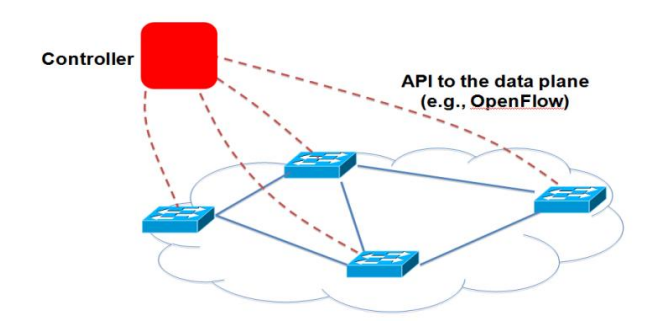 Controller
API to the data plane
(e.g., OpenFlow)